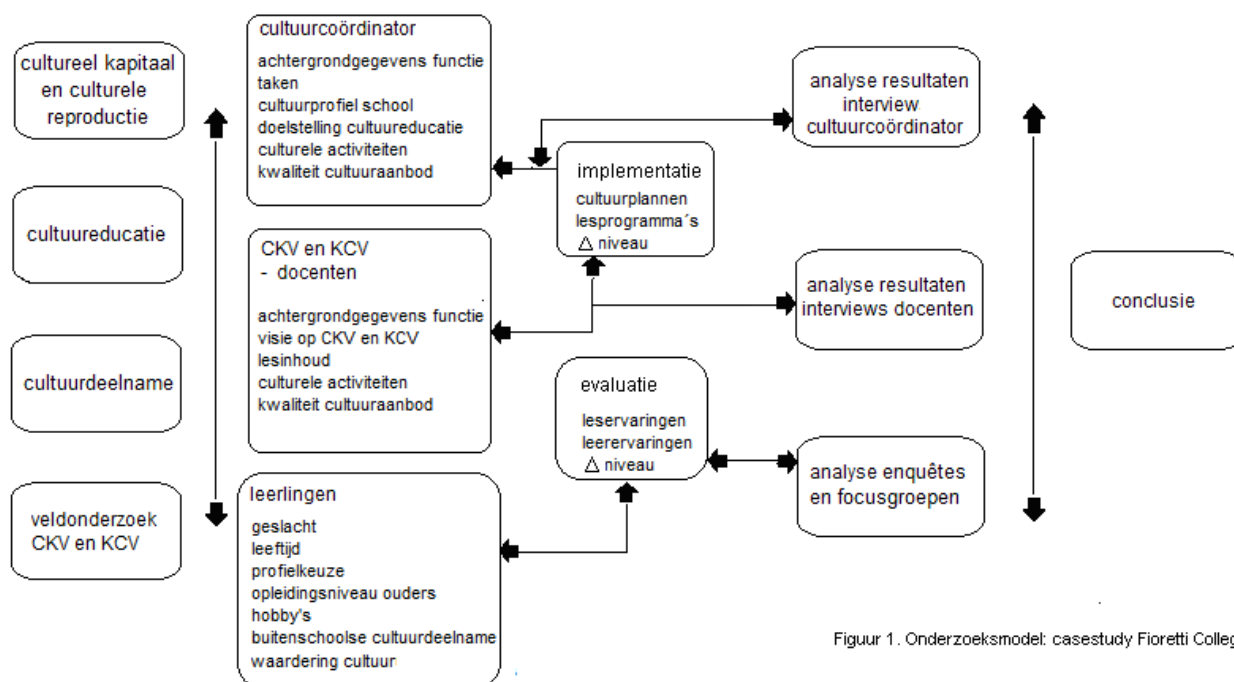 cultureel kapitaal
en culturele
reproductie
cultuureducatie
cultuurdeelname
veldonderzoek
CKV en KCV
cultuurcoördinator
achtergrondgegevens functie
taken
cultuurprofiel school
doelstelling cultuureducatie
culturele activiteiten
kwaliteit cultuuraanbod
CKV en KCV
- docenten
achtergrondgegevens functie
visie op CKV en KCV
lesinhoud
culturele activiteiten
kwaliteit cultuuraanbod
leerlingen
geslacht
leeftijd
profielkeuze
opleidingsniveau ouders
hobby's
buitenschoolse cultuurdeelname
waardering cultuur
implementatie
cultuurplannen
lesprogramma´s
△ niveau
evaluatie
leservaringen
leerervaringen
△ niveau
analyse resultaten
interview
cultuurcoördinator
analyse resultaten
interviews docenten
analyse enquêtes
en focusgroepen
conclusie
Figuur 1. Onderzoeksmodel: casestudy Fioretti Colleg